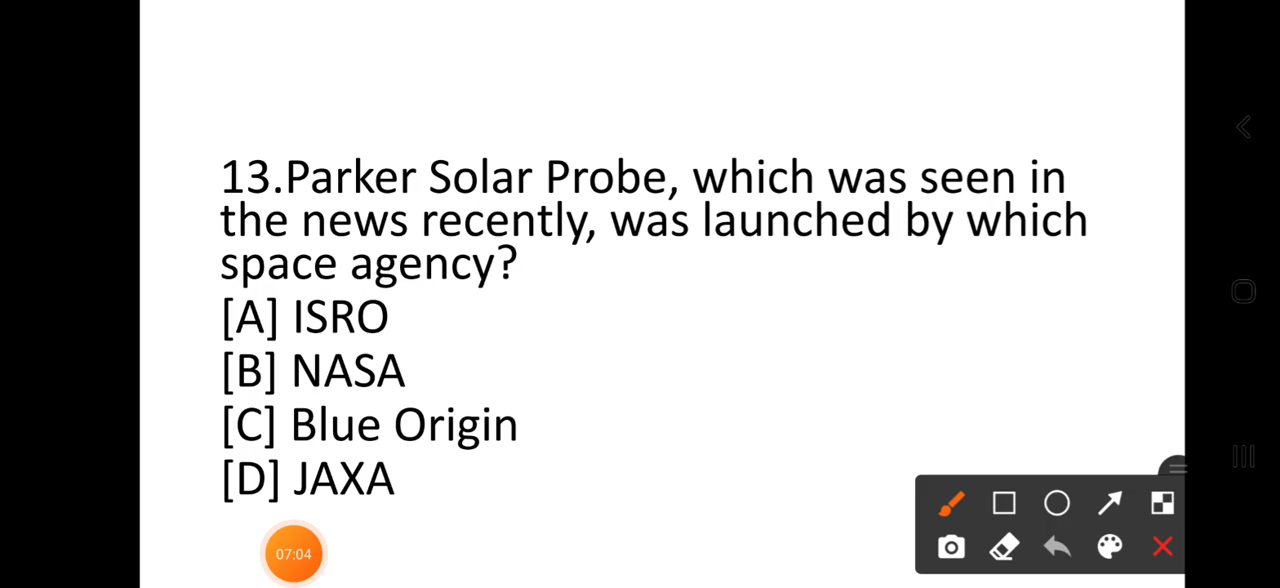 13.Parker Solar Probe, which was seen in
the news recently, was launched by which
space agency?
[A] ISRO
[B] NASA
[C] Blue Origin
[D] JAXA
07:04